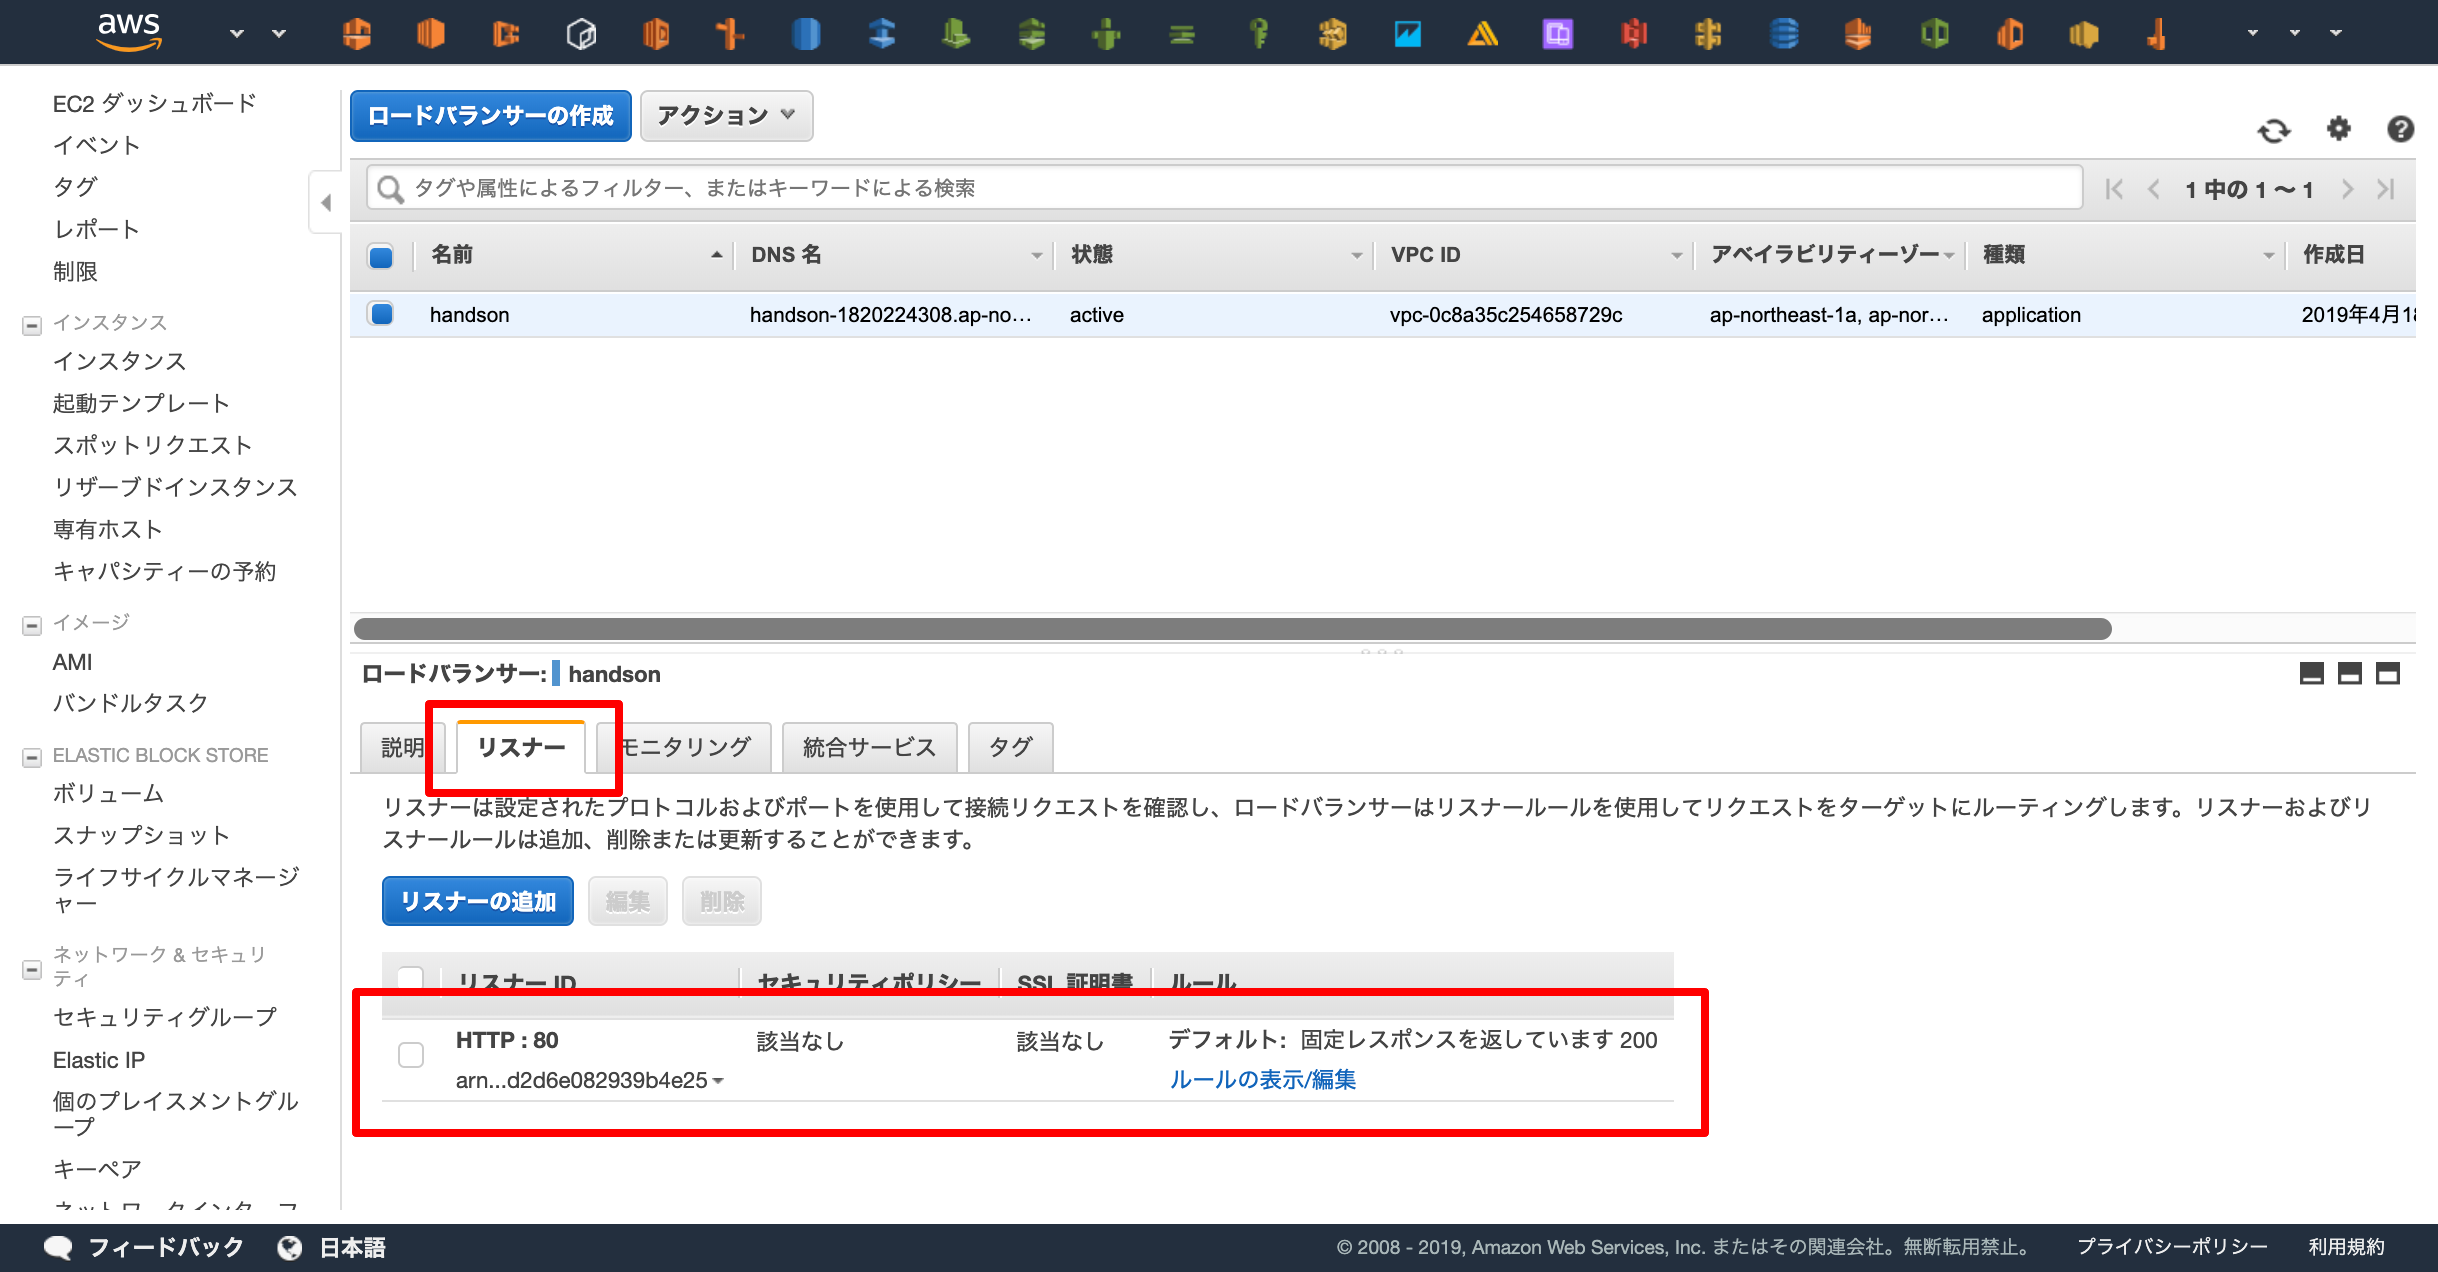 aws
EC2 ダッシュボード
イベント
タグ
レポート
制限
インスタンス
インスタンス
起動テンプレート
スポットリクエスト
リザーブドインスタンス
専有ホスト
キャパシティーの予約
イメージ
AMI
バンドルタスク
ELASTIC BLOCK STORE
ボリューム
スナップショット
ライフサイクルマネージ
ャー
ネットワーク & セキュリ
ティ
セキュリティグループ
Elastic IP
個のプレイスメントグル
ープ
キーペア
ネットワークインターフ
ロードバランサーの作成 アクション
タグや属性によるフィルター、またはキーワードによる検索 1 中の 1 ～ 1
名前 DNS 名 状態 VPC ID アベイラビリティーゾー 種類 作成日
handson handson-1820224308.ap-no… active vpc-0c8a35c254658729c ap-northeast-1a, ap-nor… application 2019年4月18
ロードバランサー: handson
説明 リスナー モニタリング 統合サービス タグ
リスナーは設定されたプロトコルおよびポートを使用して接続リクエストを確認し、ロードバランサーはリスナールールを使用してリクエストをターゲットにルーティングします。リスナーおよびリ
スナールールは追加、削除または更新することができます。
リスナーの追加 編集 削除
リスナー ID セキュリティポリシー SSL 証明書 ルール
HTTP : 80 該当なし 該当なし デフォルト: 固定レスポンスを返しています 200
arn...d2d6e082939b4e25 ルールの表示/編集
フィードバック 日本語 © 2008 - 2019, Amazon Web Services, Inc. またはその関連会社。無断転用禁止。 プライバシーポリシー 利用規約